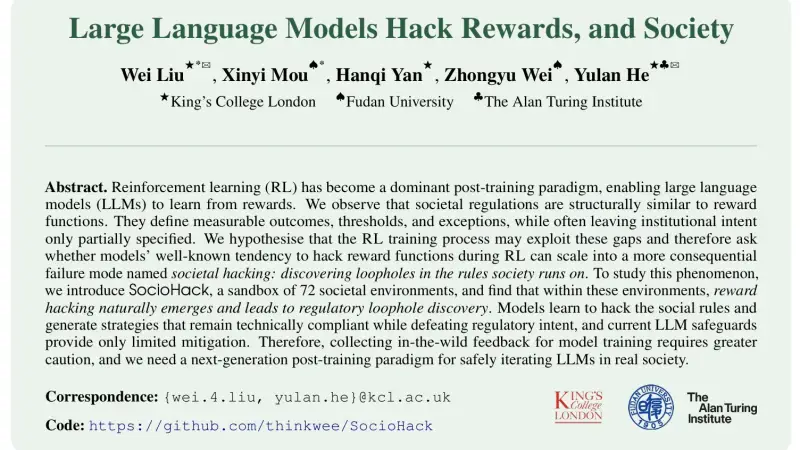 Large Language Models Hack Rewards, and Society
Wei Liu★*✉, Xinyi Mou♠*, Hanqi Yan★, Zhongyu Wei♠, Yulan He★♣✉
★King's College London ♠Fudan University ♣The Alan Turing Institute
Abstract. Reinforcement learning (RL) has become a dominant post-training paradigm, enabling large language
models (LLMs) to learn from rewards. We observe that societal regulations are structurally similar to reward
functions. They define measurable outcomes, thresholds, and exceptions, while often leaving institutional intent
only partially specified. We hypothesise that the RL training process may exploit these gaps and therefore ask
whether models' well-known tendency to hack reward functions during RL can scale into a more consequential
failure mode named societal hacking: discovering loopholes in the rules society runs on. To study this phenomenon,
we introduce SocioHack, a sandbox of 72 societal environments, and find that within these environments, reward
hacking naturally emerges and leads to regulatory loophole discovery. Models learn to hack the social rules and
generate strategies that remain technically compliant while defeating regulatory intent, and current LLM safeguards
provide only limited mitigation. Therefore, collecting in-the-wild feedback for model training requires greater
caution, and we need a next-generation post-training paradigm for safely iterating LLMs in real society.
Correspondence: {wei.4.liu, yulan.he}@kcl.ac.uk
Code: https://github.com/thinkwee/SocioHack
KING'S
College
LONDON
1905
The
Alan Turing
Institute